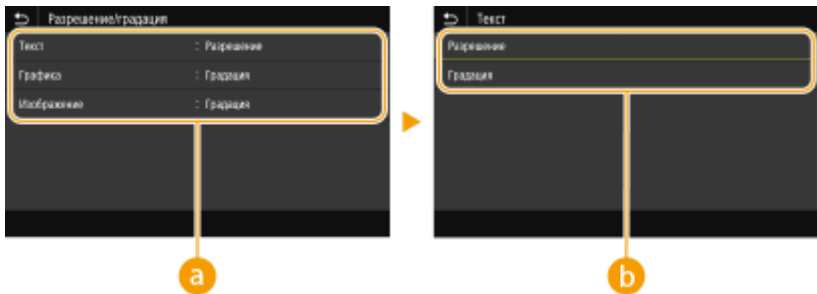 Разрешение/градация
Текст : Разрешение
Графика : Градация
Изображение : Градация
a
Текст
Разрешение
Градация
b